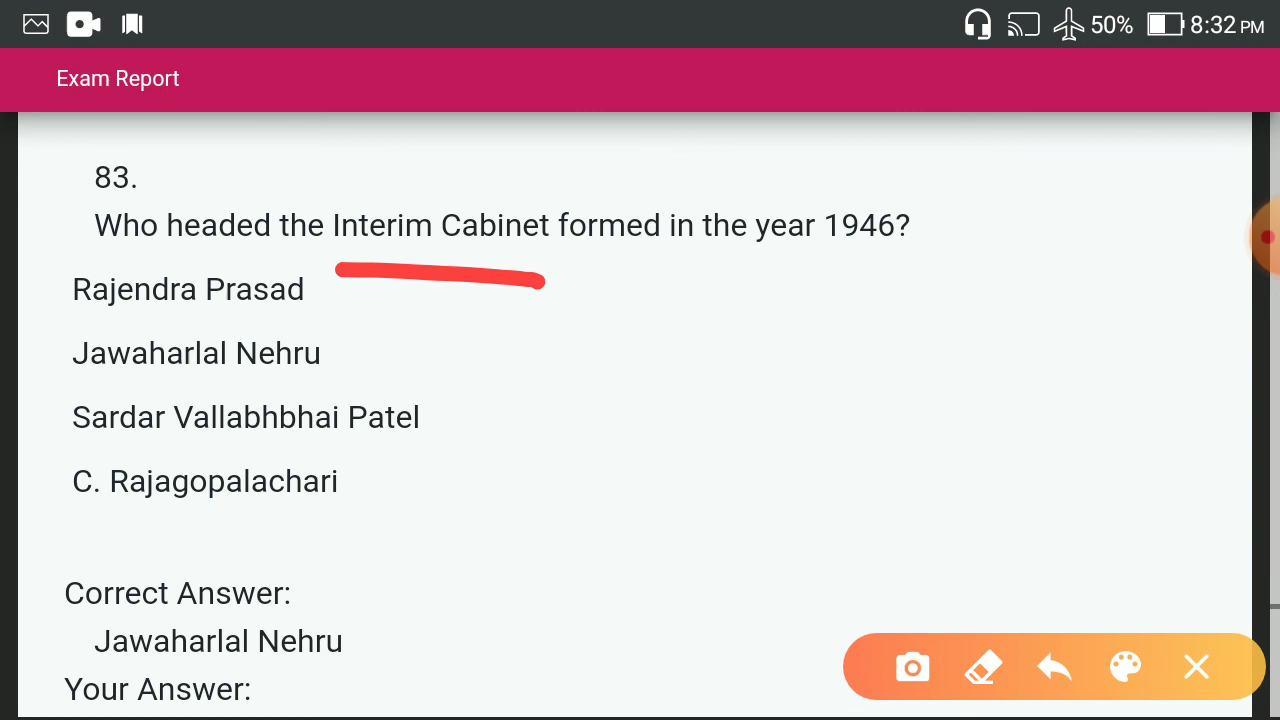 50% 8:32 PM
Exam Report
83.
Who headed the Interim Cabinet formed in the year 1946?
Rajendra Prasad
Jawaharlal Nehru
Sardar Vallabhbhai Patel
C. Rajagopalachari
Correct Answer:
Jawaharlal Nehru
Your Answer: